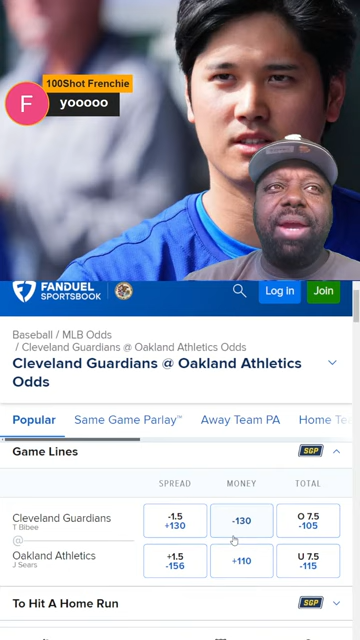 100Shot Frenchie
F
yooooo
FANDUEL
SPORTSBOOK
Log In
Join
Baseball / MLB Odds
/ Cleveland Guardians @ Oakland Athletics Odds
Cleveland Guardians @ Oakland Athletics
Odds
Popular
Same Game Parlay™
Away Team PA
Home Te
Game Lines
SGP
SPREAD
MONEY
TOTAL
Cleveland Guardians
T Bibee
-1.5
+130
-130
O 7.5
-105
@
Oakland Athletics
J Sears
+1.5
-156
+110
U 7.5
-115
To Hit A Home Run
SGP